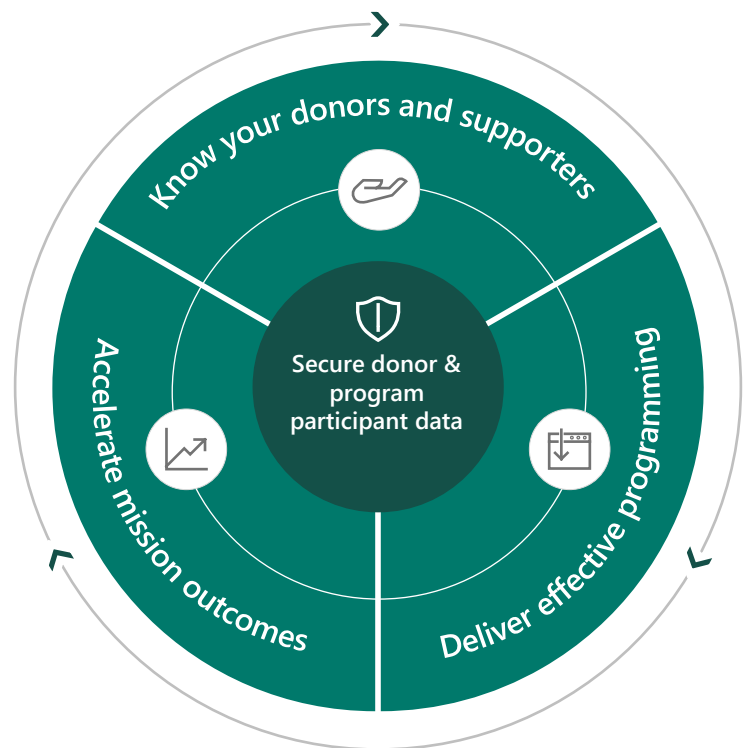 Know your donors and supporters
Secure donor &
program
participant data
Accelerate mission outcomes
Deliver effective programming